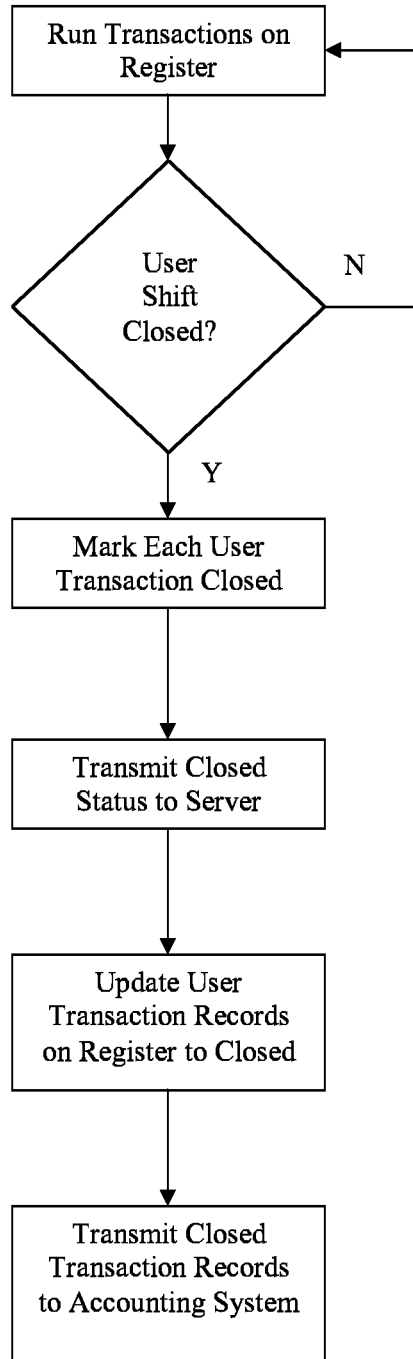 Run Transactions on
Register
User
Shift
Closed?
N
Y
Mark Each User
Transaction Closed
Transmit Closed
Status to Server
Update User
Transaction Records
on Register to Closed
Transmit Closed
Transaction Records
to Accounting System